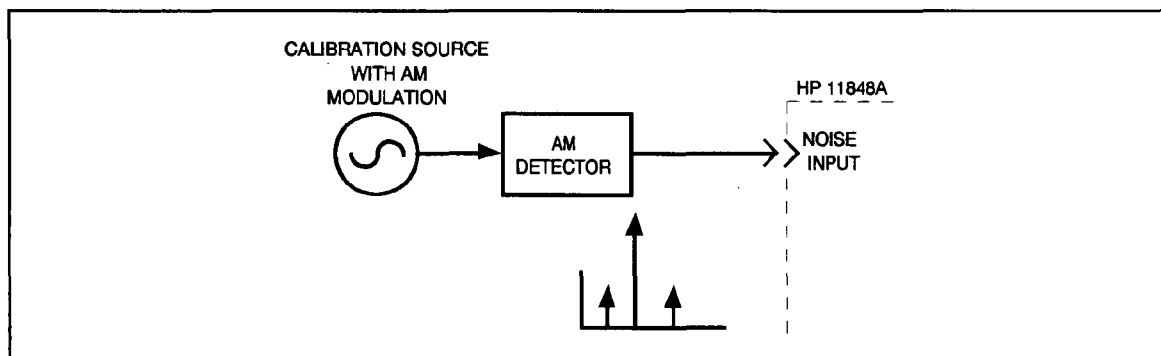 CALIBRATION SOURCE
WITH AM
MODULATION
AM
DETECTOR
HP 11848A
NOISE
INPUT